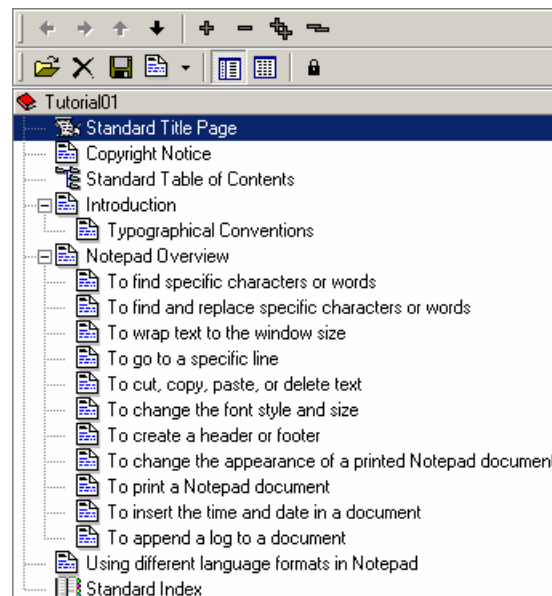 Tutorial01
Standard Title Page
Copyright Notice
Standard Table of Contents
Introduction
Typographical Conventions
Notepad Overview
To find specific characters or words
To find and replace specific characters or words
To wrap text to the window size
To go to a specific line
To cut, copy, paste, or delete text
To change the font style and size
To create a header or footer
To change the appearance of a printed Notepad document
To print a Notepad document
To insert the time and date in a document
To append a log to a document
Using different language formats in Notepad
Standard Index